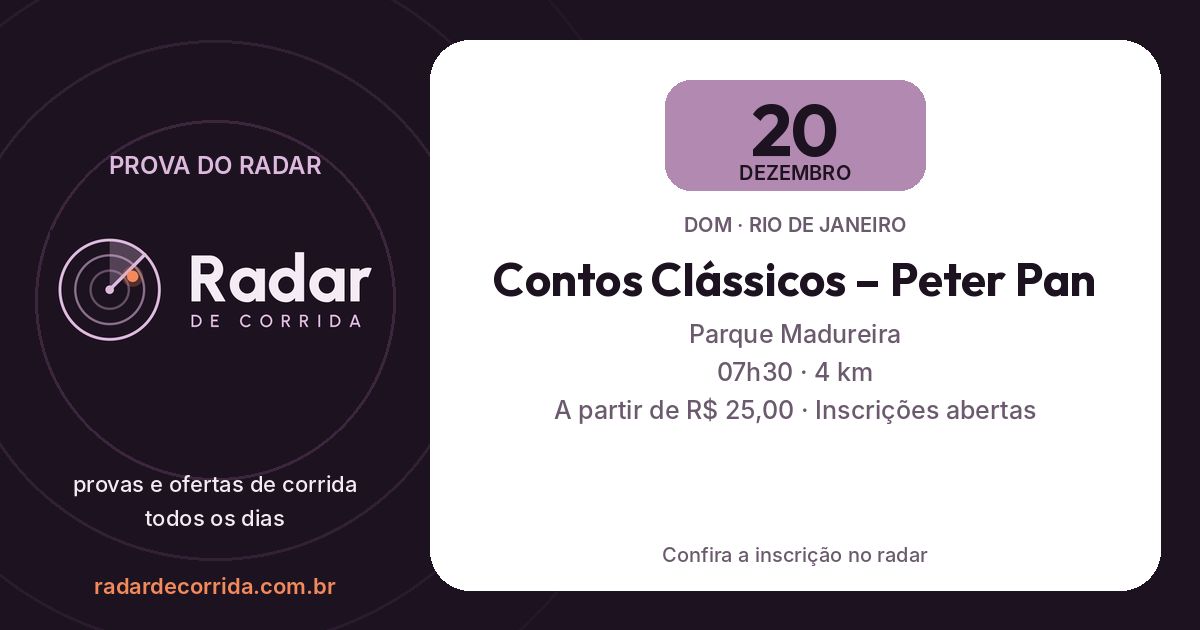 PROVA DO RADAR
Radar
DE CORRIDA
provas e ofertas de corrida
todos os dias
radardecorrida.com.br
20
DEZEMBRO
DOM · RIO DE JANEIRO
Contos Clássicos – Peter Pan
Parque Madureira
07h30 · 4 km
A partir de R$ 25,00 · Inscrições abertas
Confira a inscrição no radar